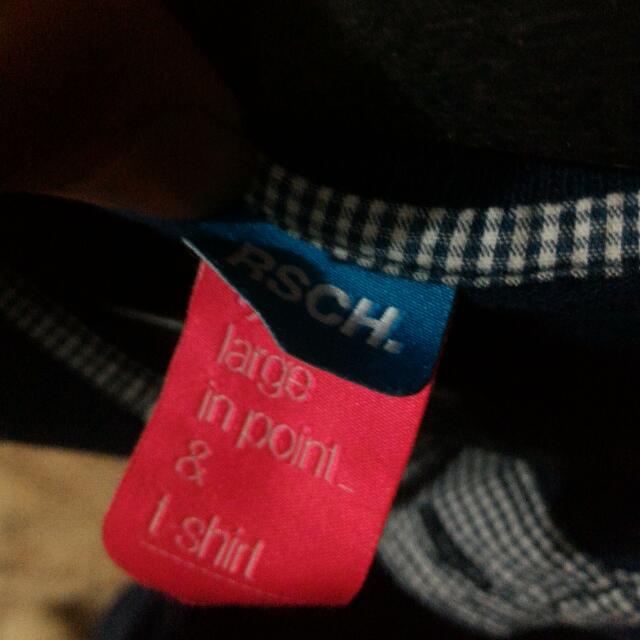 RSCH.
large
in point_
&
t-shirt